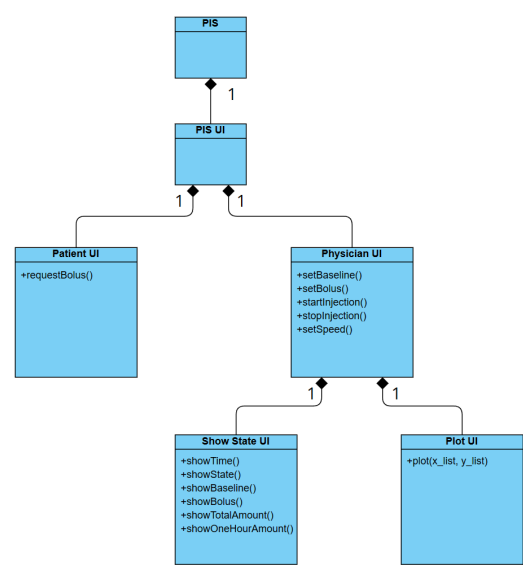 PIS
1
PIS UI
1
1
Patient UI
+requestBolus()
Physician UI
+setBaseline()
+setBolus()
+startInjection()
+stopInjection()
+setSpeed()
1
1
Show State UI
+showTime()
+showState()
+showBaseline()
+showBolus()
+showTotalAmount()
+showOneHourAmount()
Plot UI
+plot(x_list, y_list)